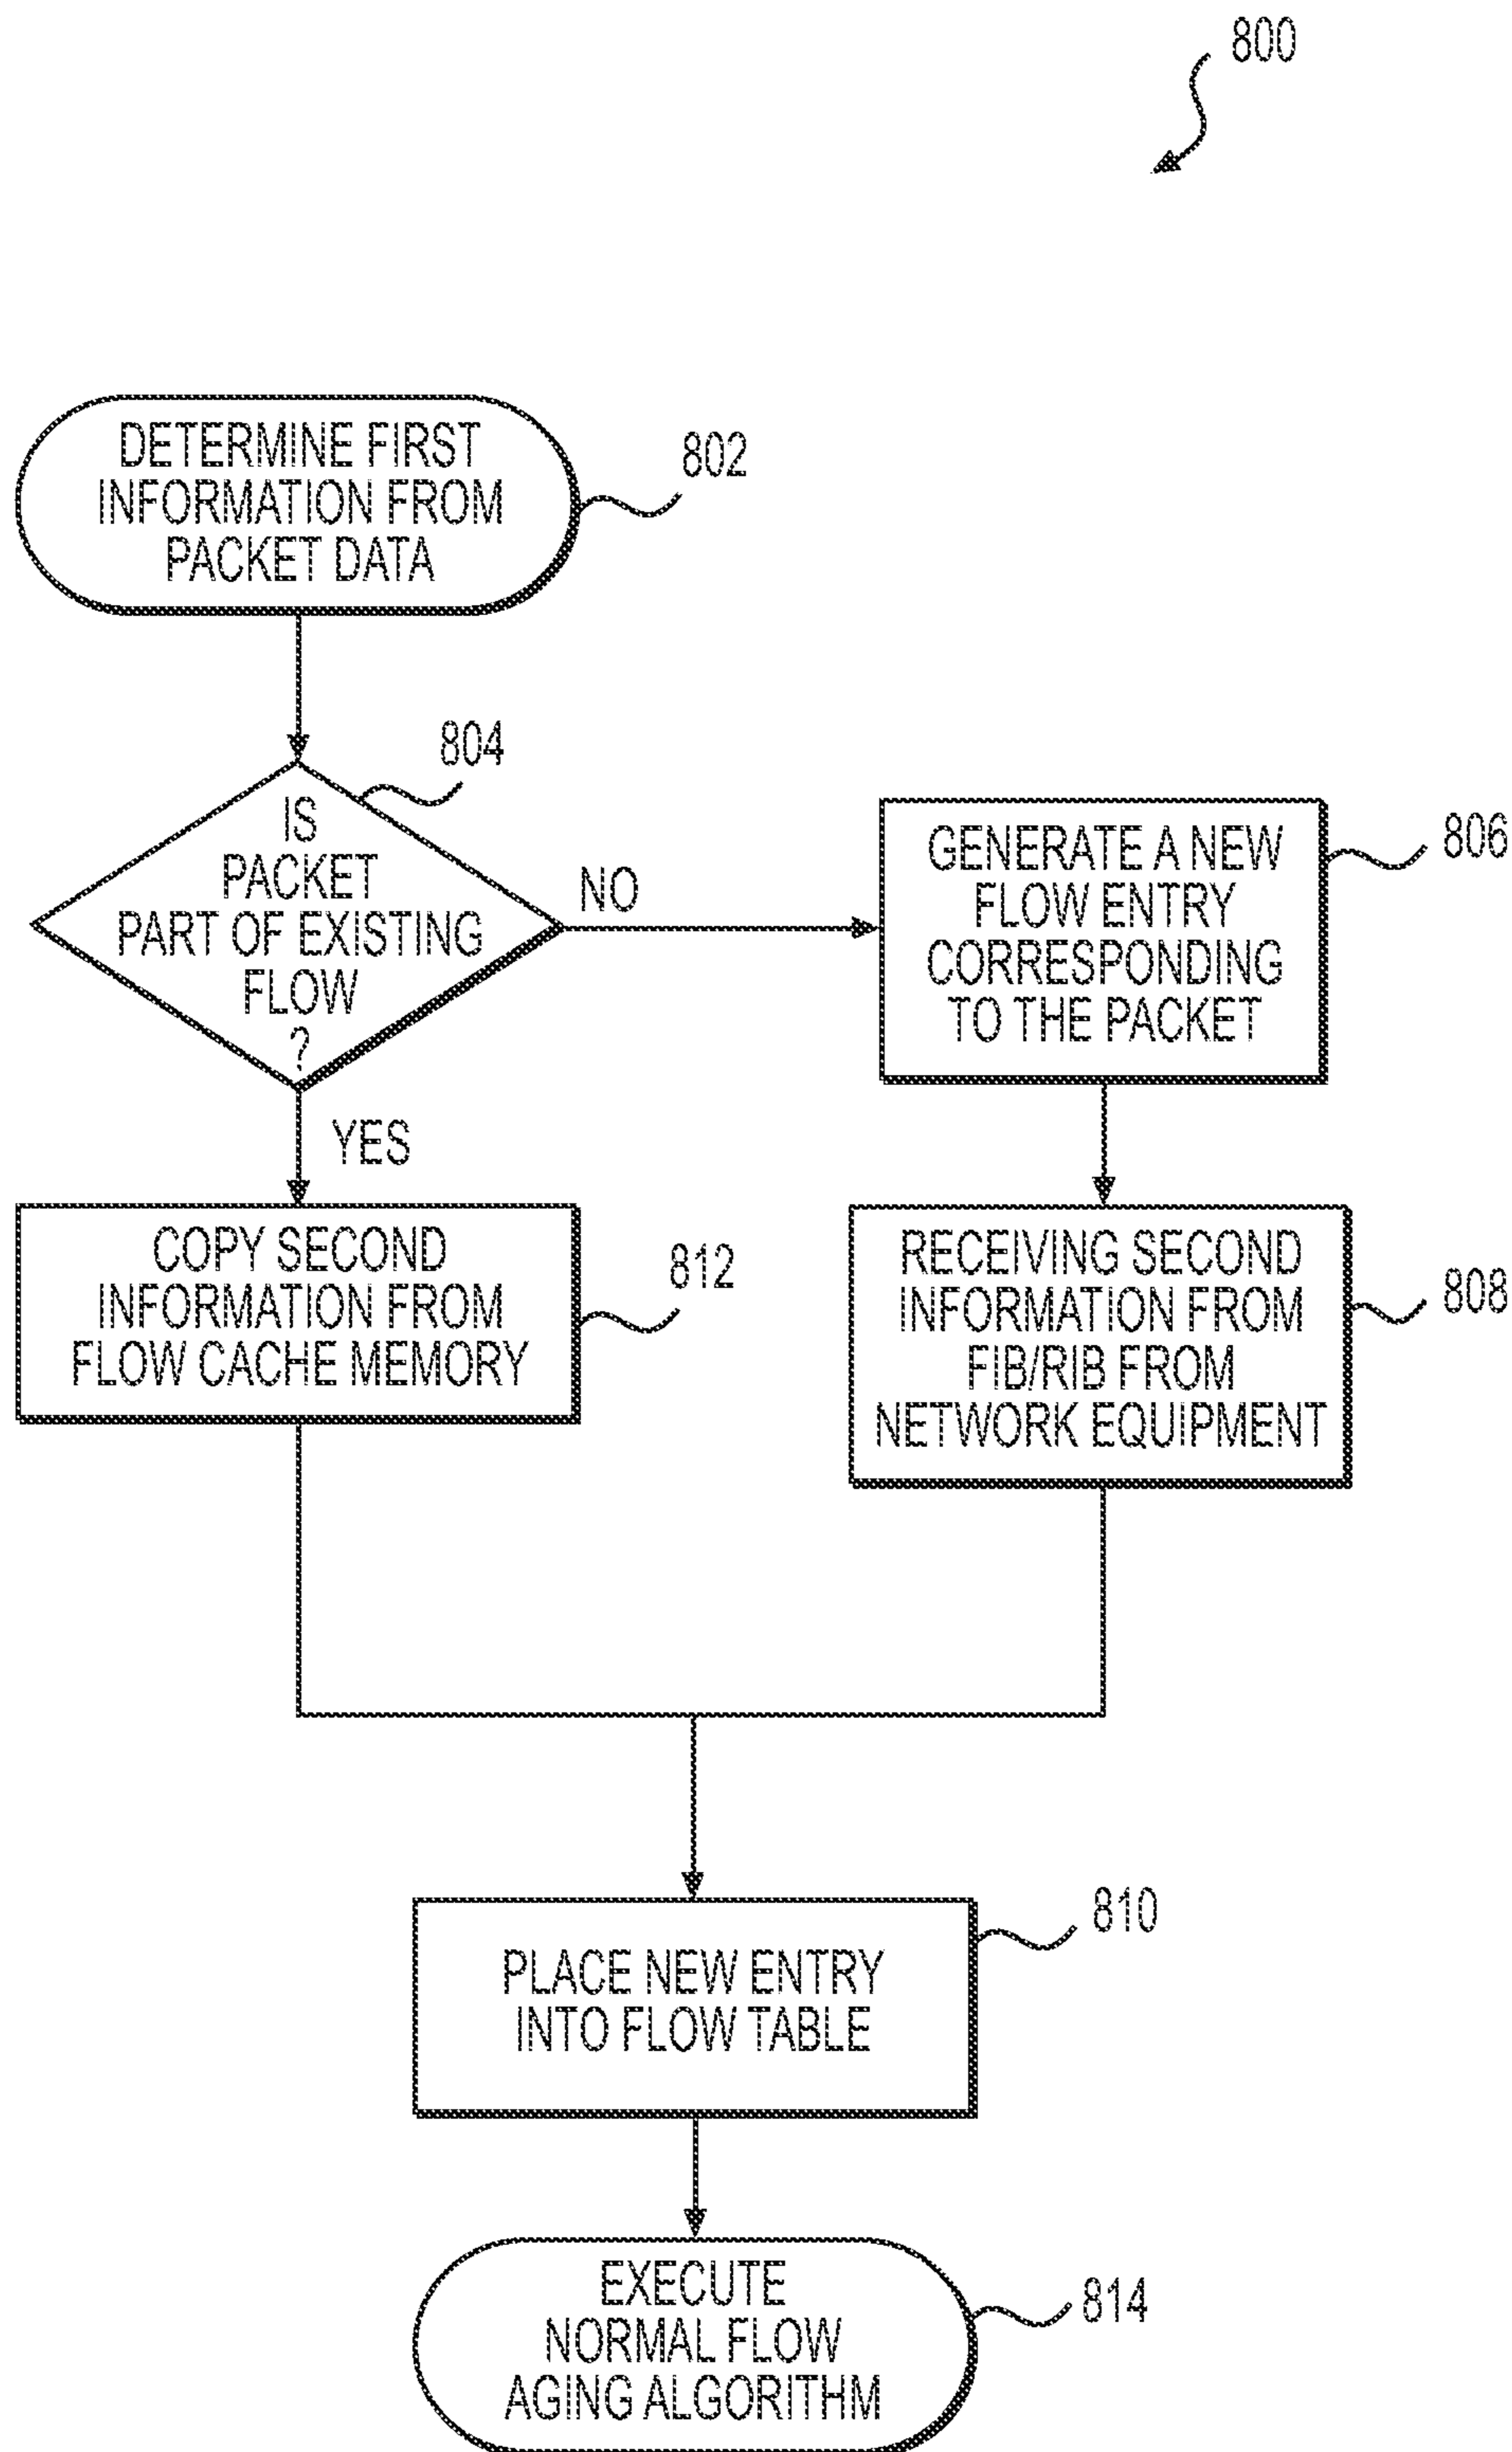 800
DETERMINE FIRST
INFORMATION FROM
PACKET DATA
802
804
IS
PACKET
PART OF EXISTING
FLOW
?
NO
YES
GENERATE A NEW
FLOW ENTRY
CORRESPONDING
TO THE PACKET
806
COPY SECOND
INFORMATION FROM
FLOW CACHE MEMORY
812
RECEIVING SECOND
INFORMATION FROM
FIB/RIB FROM
NETWORK EQUIPMENT
808
PLACE NEW ENTRY
INTO FLOW TABLE
810
EXECUTE
NORMAL FLOW
AGING ALGORITHM
814